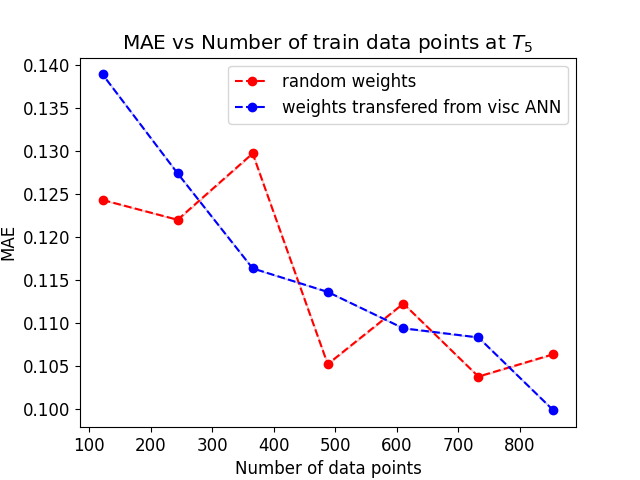 MAE vs Number of train data points at T5
random weights
weights transfered from visc ANN
0.140
0.135
0.130
0.125
0.120
0.115
0.110
0.105
0.100
MAE
100 200 300 400 500 600 700 800
Number of data points